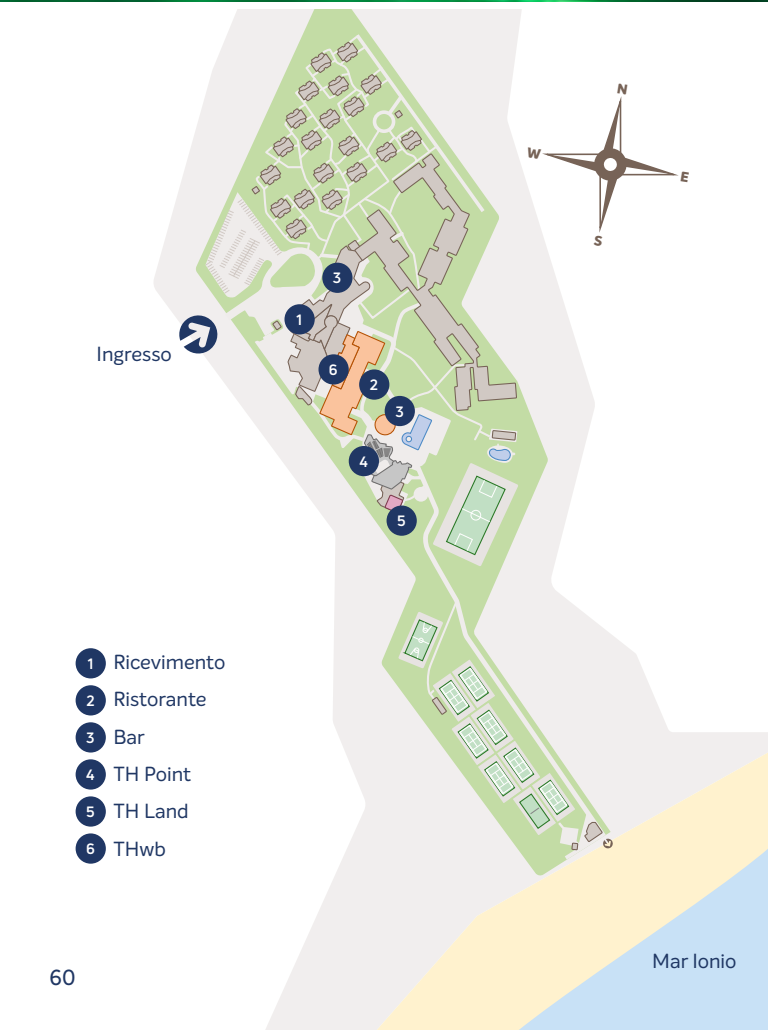 N
W
E
S
3
1
Ingresso
6
2
3
4
5
1 Ricevimento
2 Ristorante
3 Bar
4 TH Point
5 TH Land
6 THwb
Mar Ionio
60